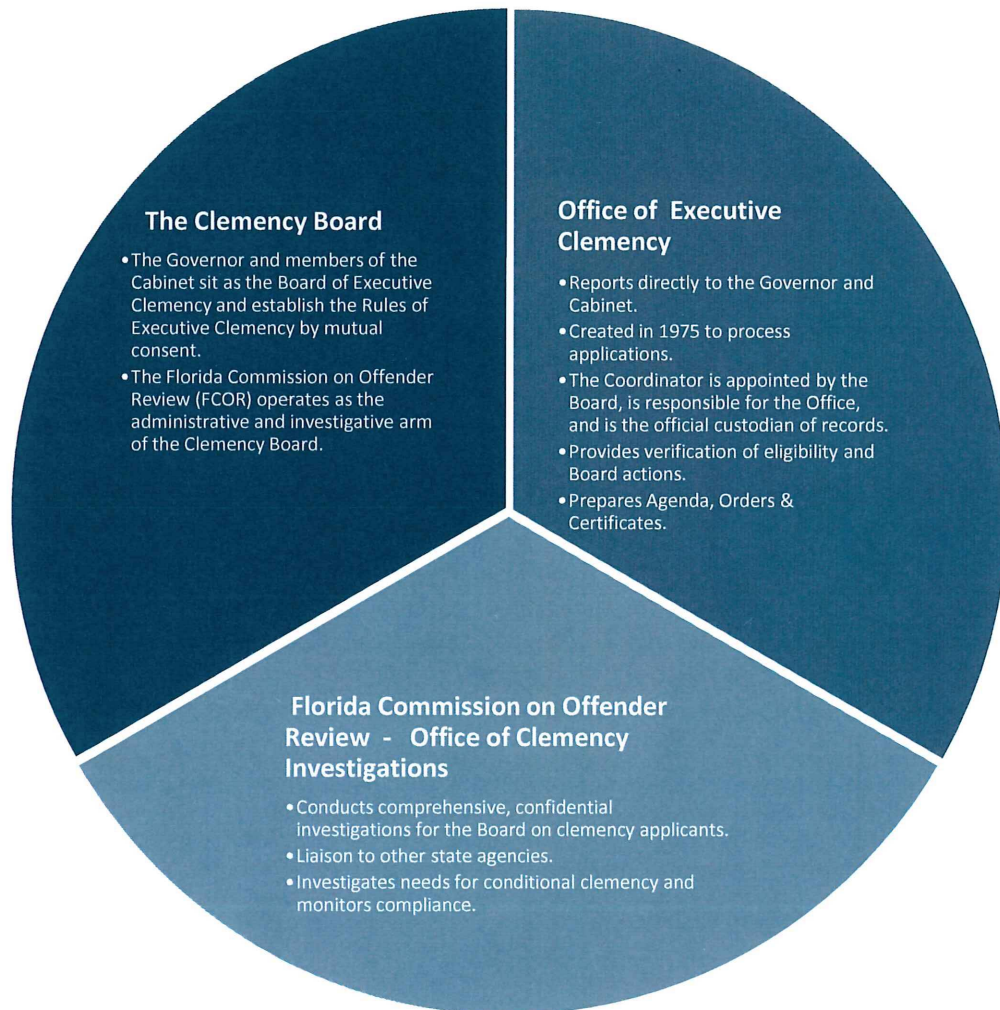 The Clemency Board
•The Governor and members of the
Cabinet sit as the Board of Executive
Clemency and establish the Rules of
Executive Clemency by mutual
consent.
•The Florida Commission on Offender
Review (FCOR) operates as the
administrative and investigative arm
of the Clemency Board.
Office of Executive
Clemency
•Reports directly to the Governor and
Cabinet.
•Created in 1975 to process
applications.
•The Coordinator is appointed by the
Board, is responsible for the Office,
and is the official custodian of records.
•Provides verification of eligibility and
Board actions.
•Prepares Agenda, Orders &
Certificates.
Florida Commission on Offender
Review - Office of Clemency
Investigations
•Conducts comprehensive, confidential
investigations for the Board on clemency applicants.
•Liaison to other state agencies.
•Investigates needs for conditional clemency and
monitors compliance.